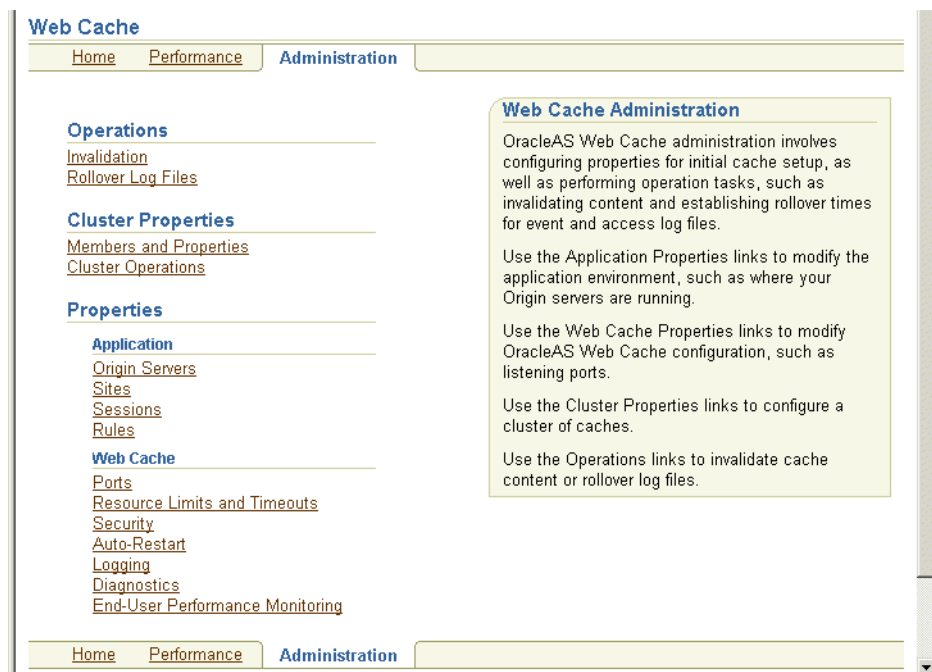 Web Cache
Home Performance Administration
Operations
Invalidation
Rollover Log Files
Cluster Properties
Members and Properties
Cluster Operations
Properties
Application
Origin Servers
Sites
Sessions
Rules
Web Cache
Ports
Resource Limits and Timeouts
Security
Auto-Restart
Logging
Diagnostics
End-User Performance Monitoring
Web Cache Administration
OracleAS Web Cache administration involves
configuring properties for initial cache setup, as
well as performing operation tasks, such as
invalidating content and establishing rollover times
for event and access log files.
Use the Application Properties links to modify the
application environment, such as where your
Origin servers are running.
Use the Web Cache Properties links to modify
OracleAS Web Cache configuration, such as
listening ports.
Use the Cluster Properties links to configure a
cluster of caches.
Use the Operations links to invalidate cache
content or rollover log files.
Home Performance Administration